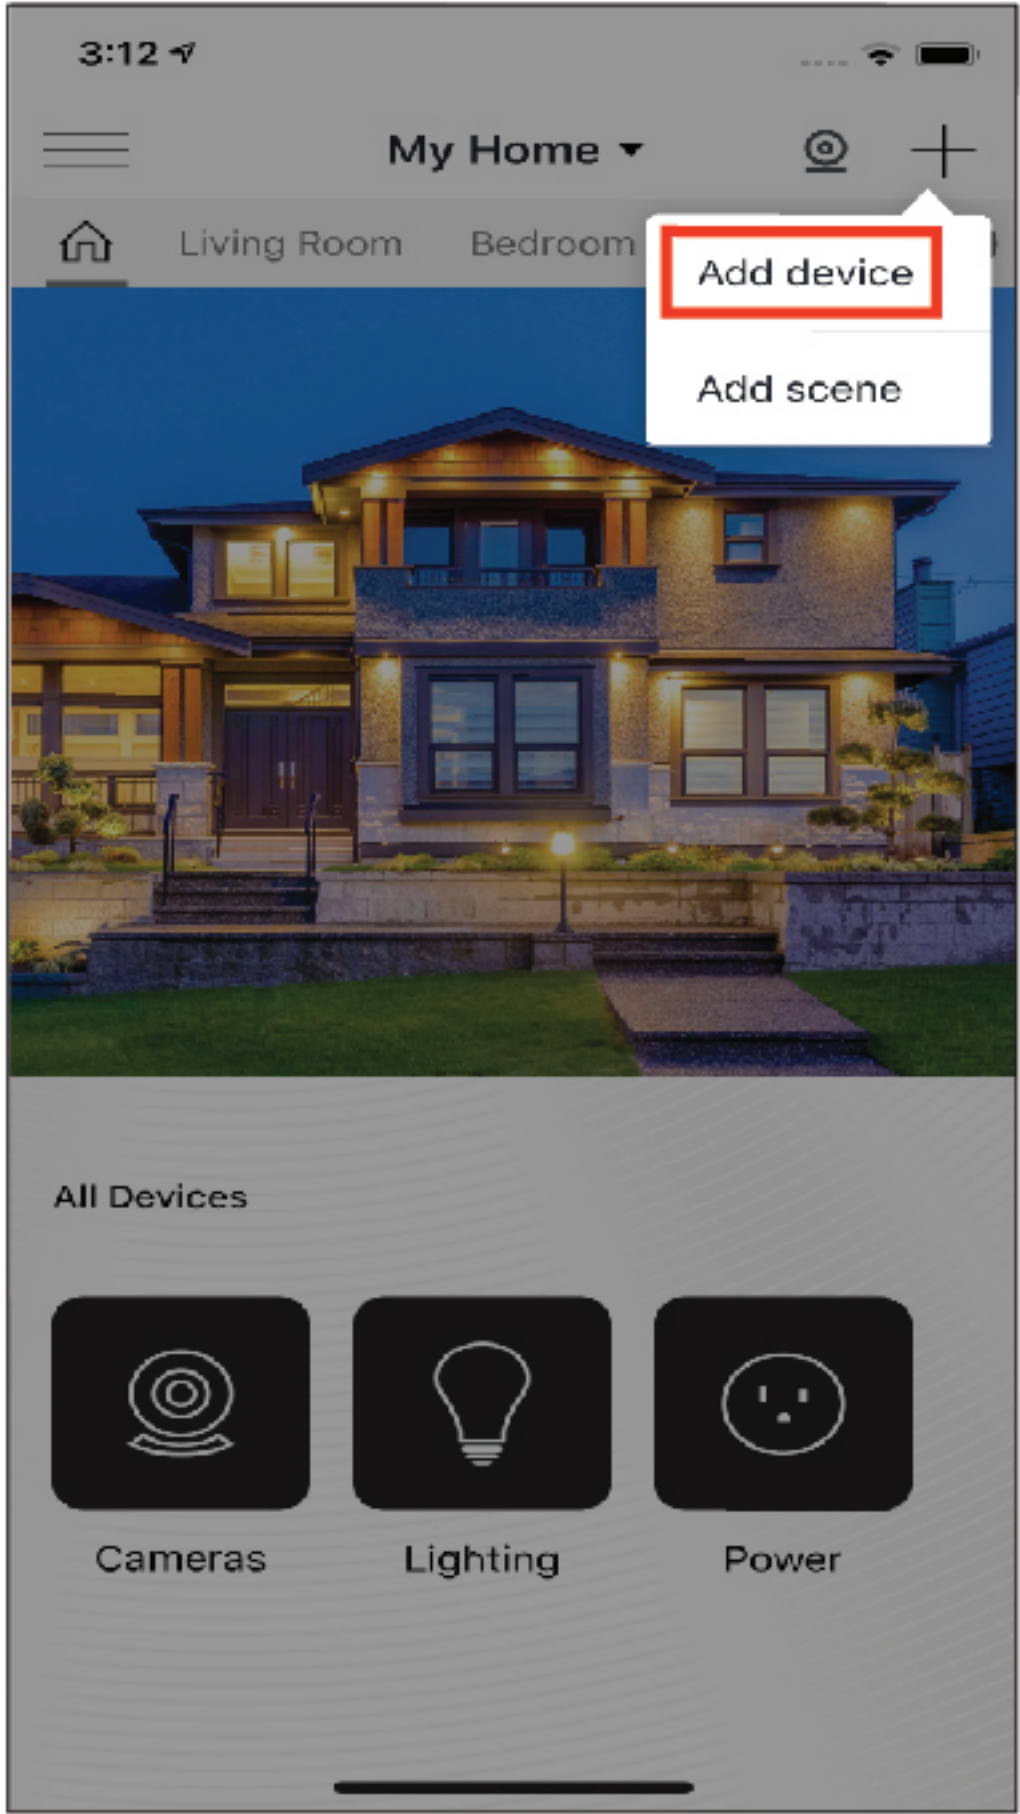 3:12
My Home
Living Room
Bedroom
Add device
Add scene
All Devices
Cameras
Lighting
Power